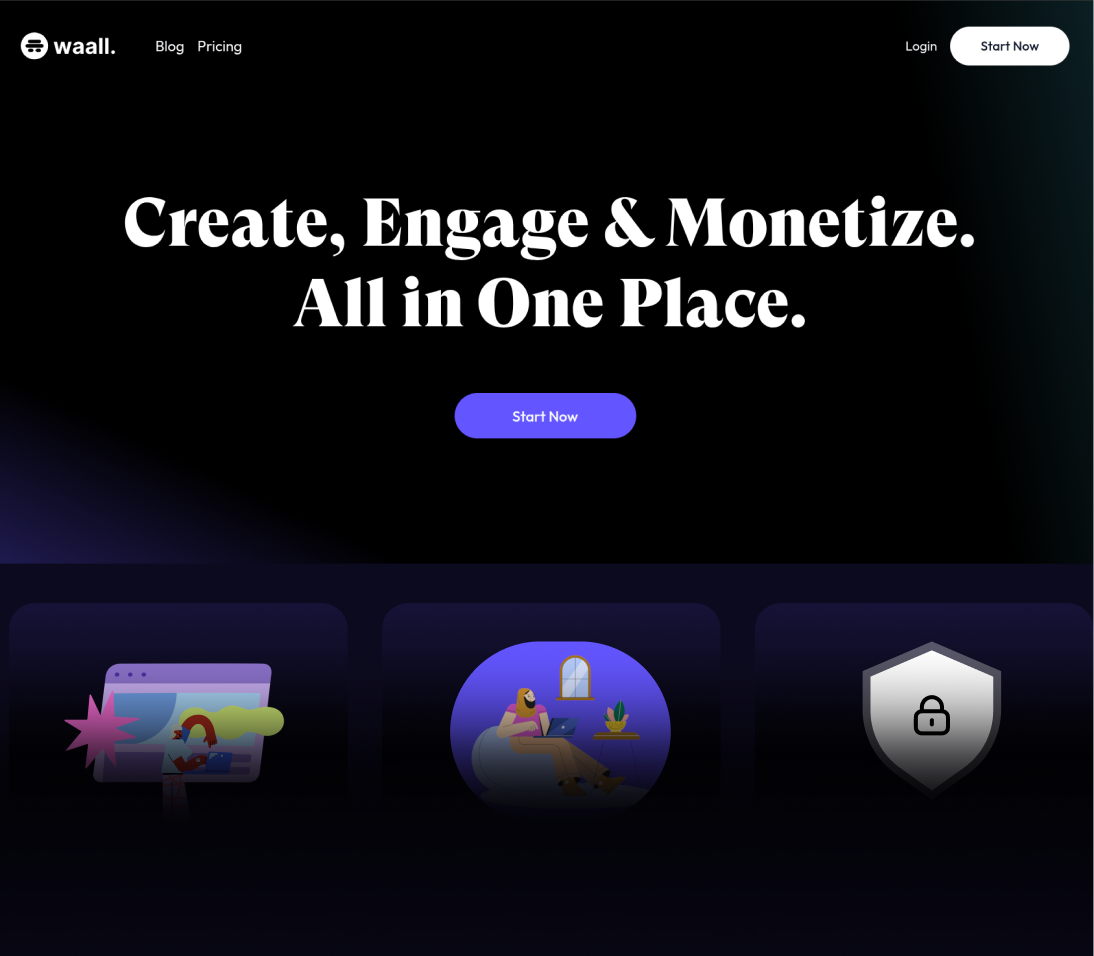 waall.
Blog Pricing
Login
Start Now
Create, Engage & Monetize.
All in One Place.
Start Now